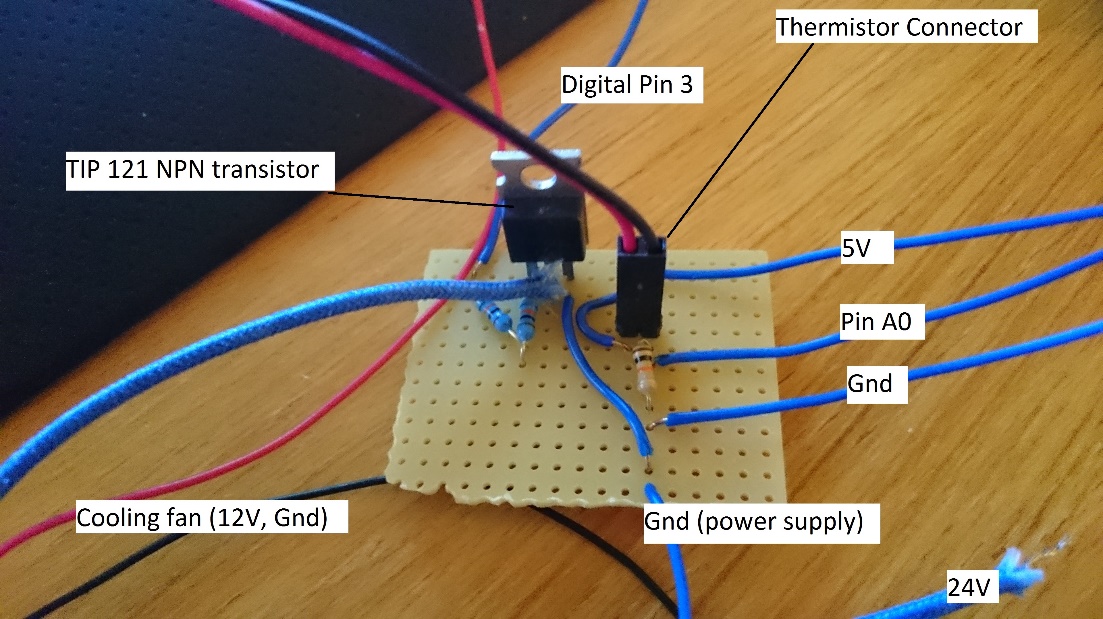 Thermistor Connector
Digital Pin 3
TIP 121 NPN transistor
5V
Pin A0
Gnd
Cooling fan (12V, Gnd)
Gnd (power supply)
24V